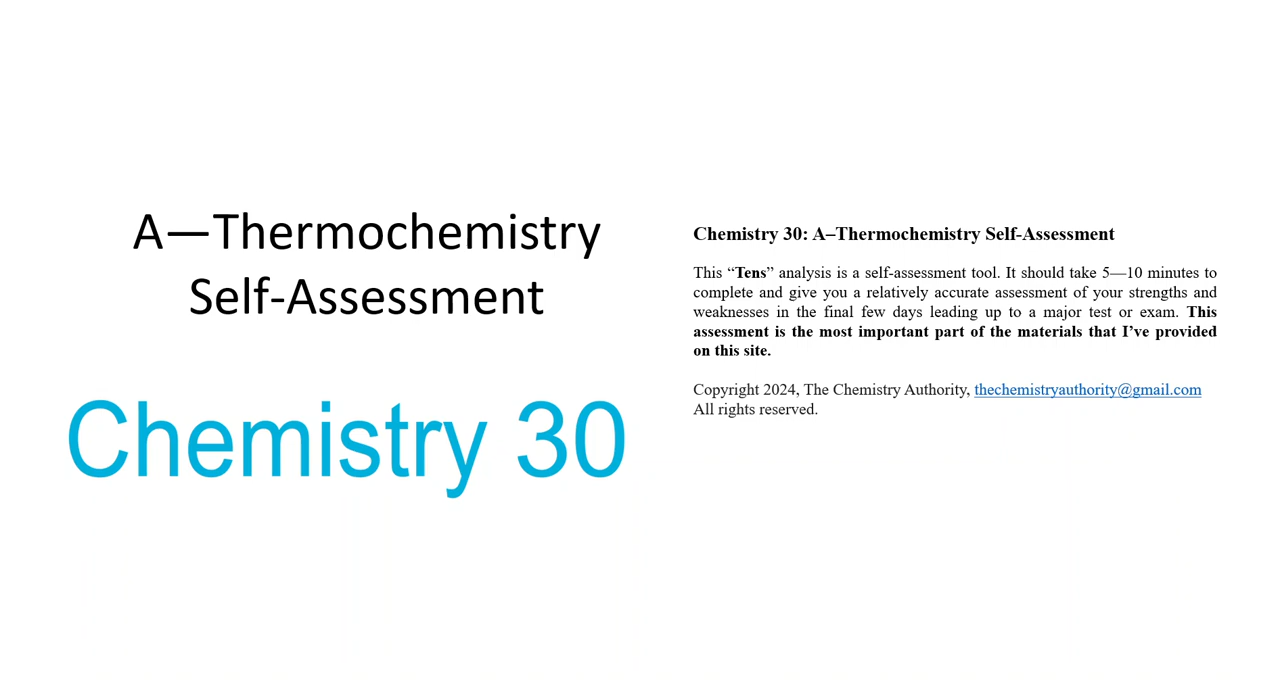 A—Thermochemistry
Self-Assessment
Chemistry 30
Chemistry 30: A–Thermochemistry Self-Assessment
This “Tens” analysis is a self-assessment tool. It should take 5—10 minutes to
complete and give you a relatively accurate assessment of your strengths and
weaknesses in the final few days leading up to a major test or exam. This
assessment is the most important part of the materials that I’ve provided
on this site.
Copyright 2024, The Chemistry Authority, thechemistryauthority@gmail.com
All rights reserved.